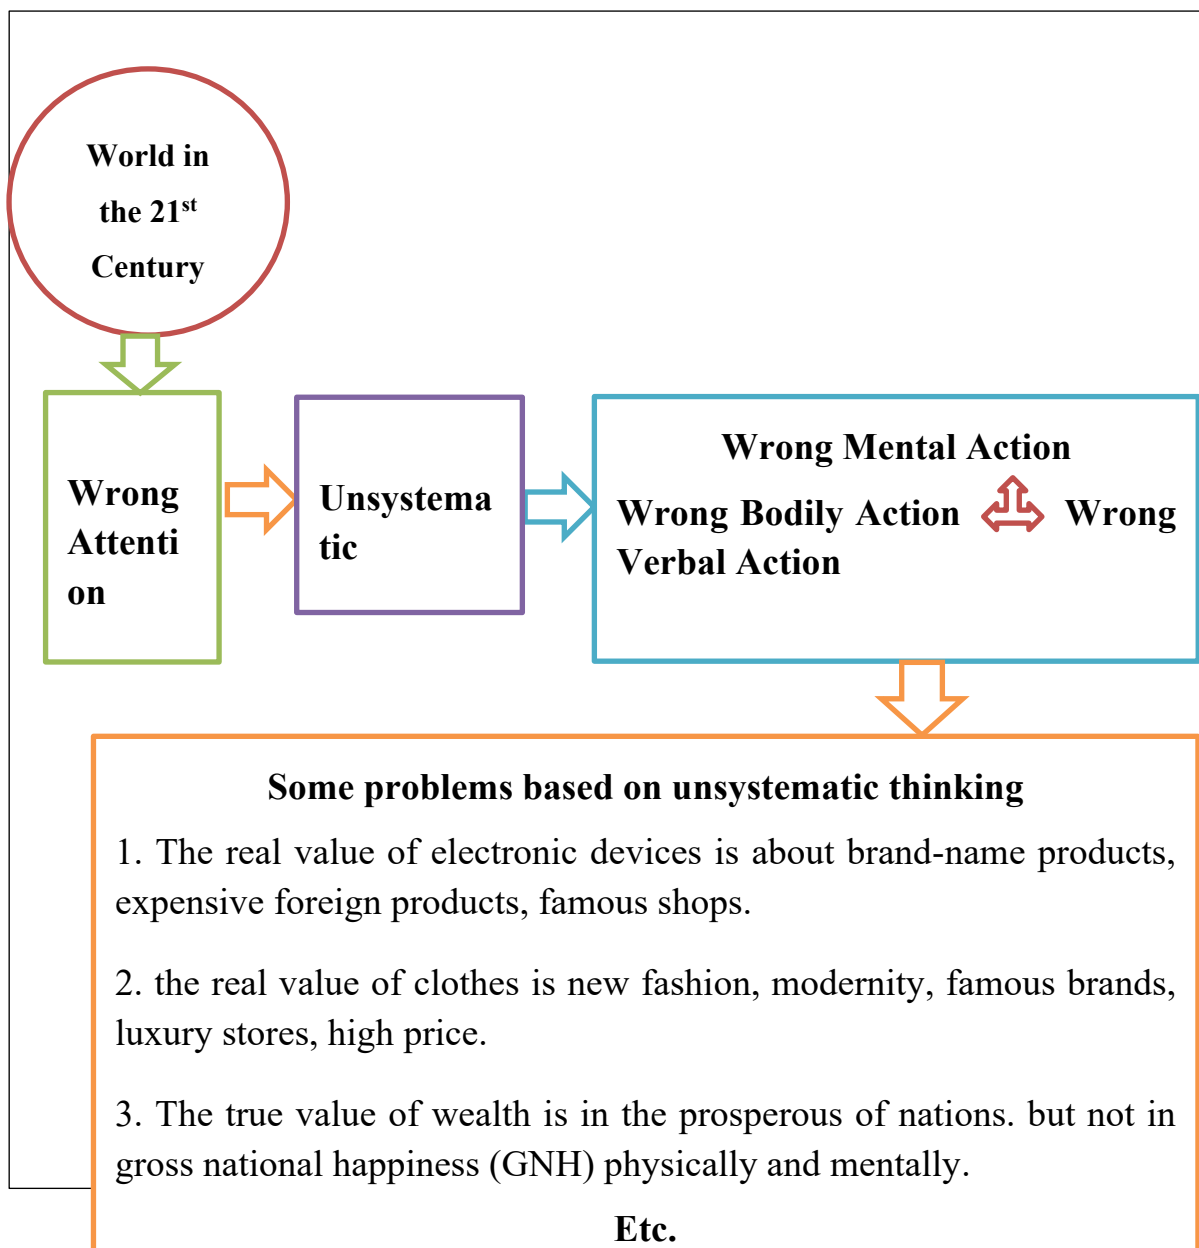 World in
the 21st
Century
Wrong
Attenti
on
Unsystema
tic
Wrong Mental Action
Wrong Bodily Action Wrong
Verbal Action
Some problems based on unsystematic thinking
1. The real value of electronic devices is about brand-name products,
expensive foreign products, famous shops.
2. the real value of clothes is new fashion, modernity, famous brands,
luxury stores, high price.
3. The true value of wealth is in the prosperous of nations. but not in
gross national happiness (GNH) physically and mentally.
Etc.